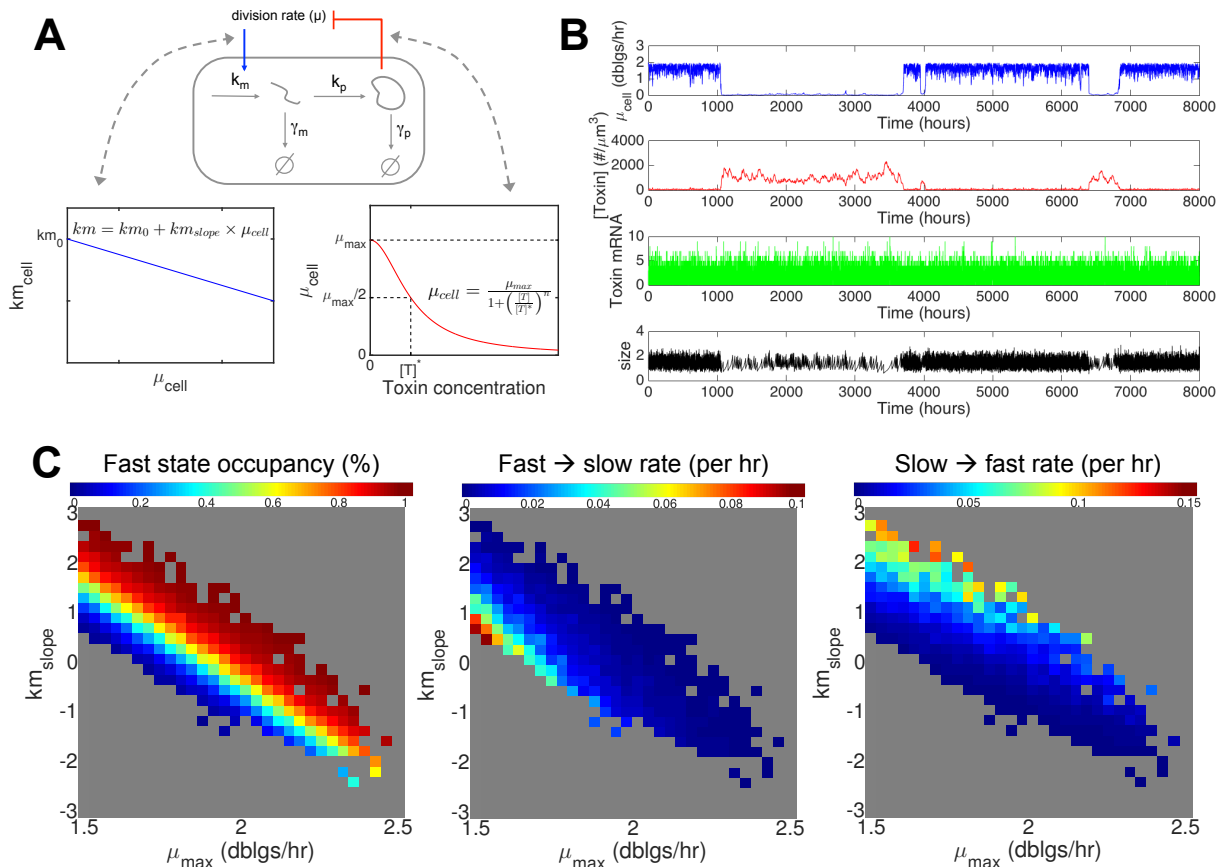 A
division rate (μ)
k_m
k_p
γ_m
γ_p
km_0
km = km_0 + km_slope × μ_cell
km_cell
μ_cell
μ_max
μ_max/2
0
μ_cell
μ_cell = μ_max / 1+([T]/[T]*)^n
[T]*
Toxin concentration
B
μ_cell (dblgs/hr)
3
2
1
0
0 1000 2000 3000 4000 5000 6000 7000 8000
Time (hours)
[Toxin] (#/μm³)
4000
2000
0
0 1000 2000 3000 4000 5000 6000 7000 8000
Time (hours)
Toxin mRNA
10
5
0
0 1000 2000 3000 4000 5000 6000 7000 8000
Time (hours)
size
4
2
0
0 1000 2000 3000 4000 5000 6000 7000 8000
Time (hours)
C
Fast state occupancy (%)
0 0.2 0.4 0.6 0.8 1
km_slope
3
2
1
0
-1
-2
-3
1.5 2 2.5
μ_max (dblgs/hr)
Fast → slow rate (per hr)
0 0.02 0.04 0.06 0.08 0.1
km_slope
3
2
1
0
-1
-2
-3
1.5 2 2.5
μ_max (dblgs/hr)
Slow → fast rate (per hr)
0 0.05 0.1 0.15
km_slope
3
2
1
0
-1
-2
-3
1.5 2 2.5
μ_max (dblgs/hr)